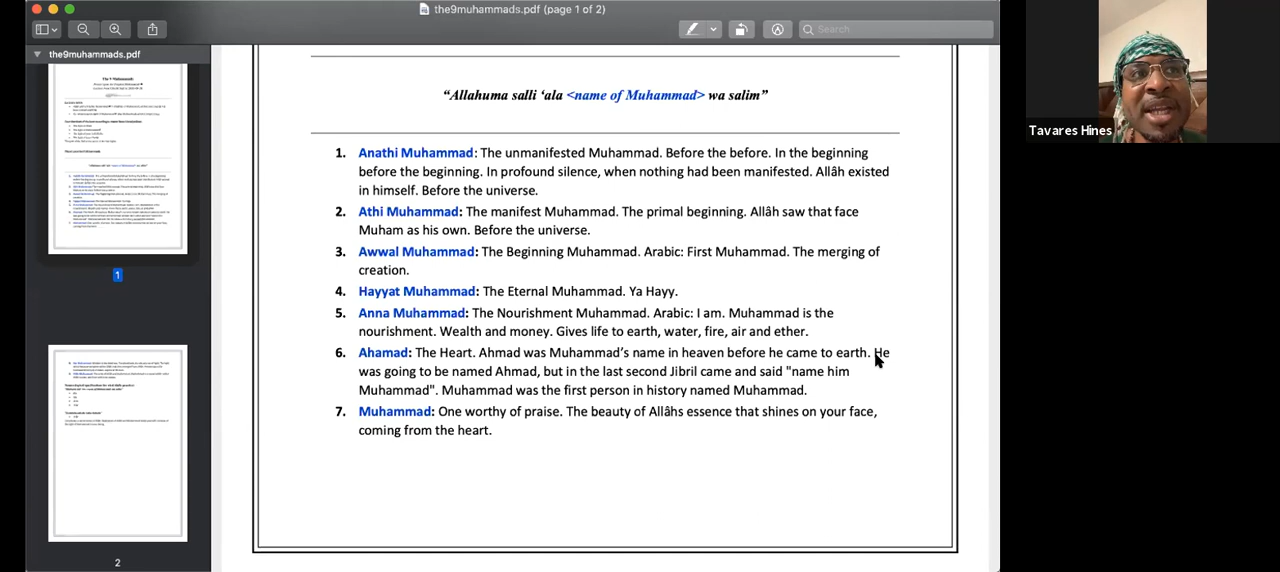 the9muhammads.pdf (page 1 of 2)
Search
the9muhammads.pdf
"Allahuma salli 'ala <name of Muhammad> wa salim"
1. Anathi Muhammad: The unmanifested Muhammad. Before the before. In the beginning
before the beginning. In profound silence, when nothing had been manifested. Allâh existed
in himself. Before the universe.
2. Athi Muhammad: The manifest Muhammad. The primal beginning. Allâh saw that face
Muham as his own. Before the universe.
3. Awwal Muhammad: The Beginning Muhammad. Arabic: First Muhammad. The merging of
creation.
4. Hayyat Muhammad: The Eternal Muhammad. Ya Hayy.
5. Anna Muhammad: The Nourishment Muhammad. Arabic: I am. Muhammad is the
nourishment. Wealth and money. Gives life to earth, water, fire, air and ether.
6. Ahamad: The Heart. Ahmad was Muhammad's name in heaven before he came to earth. He
was going to be named Ahmad, but in the last second Jibril came and said "name him
Muhammad". Muhammad was the first person in history named Muhammad.
7. Muhammad: One worthy of praise. The beauty of Allâhs essence that shines on your face,
coming from the heart.
1
2
Tavares Hines